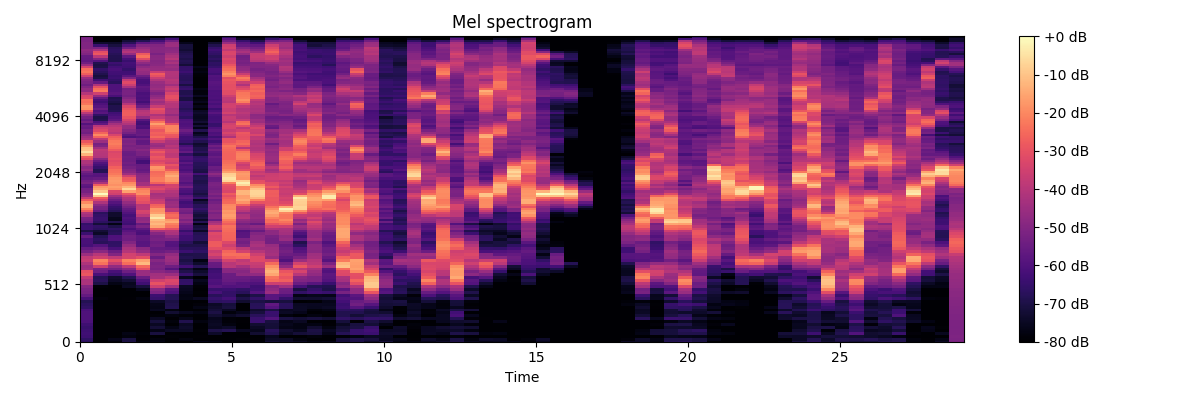 Mel spectrogram
Hz
8192
4096
2048
1024
512
0
0 5 10 15 20 25
Time
+0 dB
-10 dB
-20 dB
-30 dB
-40 dB
-50 dB
-60 dB
-70 dB
-80 dB